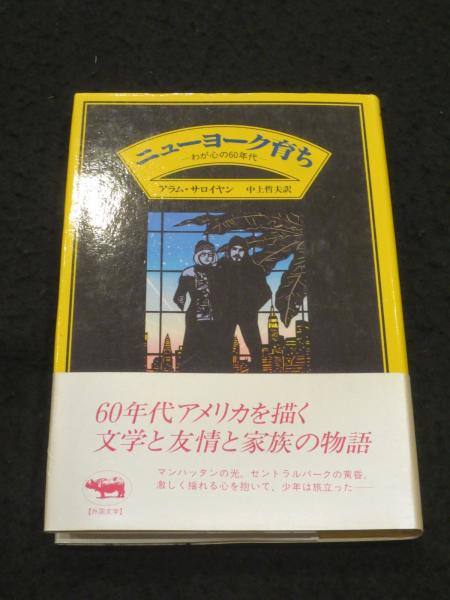 ニューヨーク育ち
―わが心の60年代―
アラム・サロイヤン 中上哲夫訳
60年代アメリカを描く
文学と友情と家族の物語
マンハッタンの光。セントラルパークの黄昏。
激しく揺れる心を抱いて、少年は旅立った――
【外国文学】